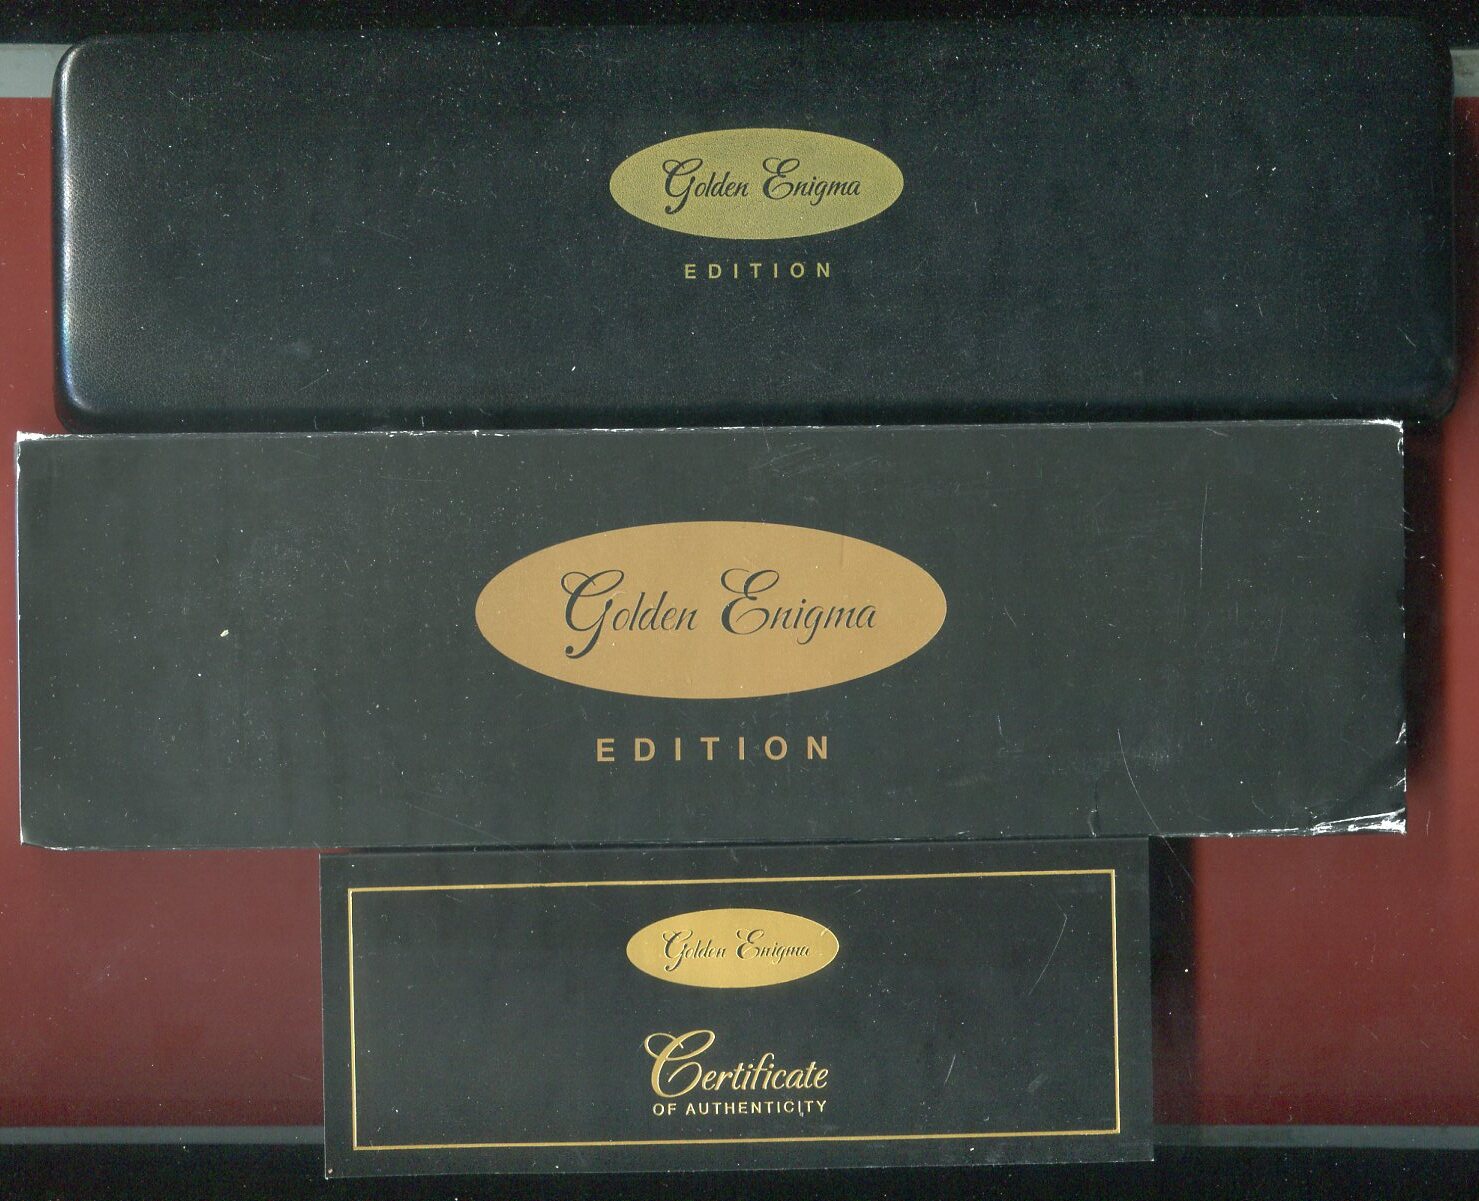 Golden Enigma
EDITION
Golden Enigma
EDITION
Golden Enigma
Certificate
OF AUTHENTICITY